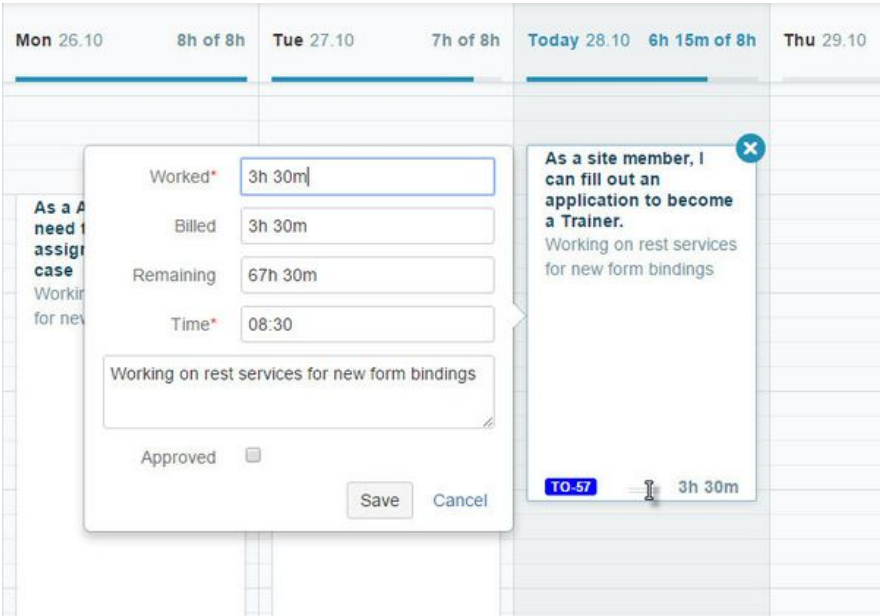 Mon 26.10 8h of 8h Tue 27.10 7h of 8h Today 28.10 6h 15m of 8h Thu 29.10
As a
need
case
for
Worked* 3h 30m
Billed 3h 30m
Remaining 67h 30m
Time* 08:30
Working on rest services for new form bindings
Approved
Save Cancel
As a site member, I
can fill out an
application to become
a Trainer.
Working on rest services
for new form bindings
TO-57 3h 30m